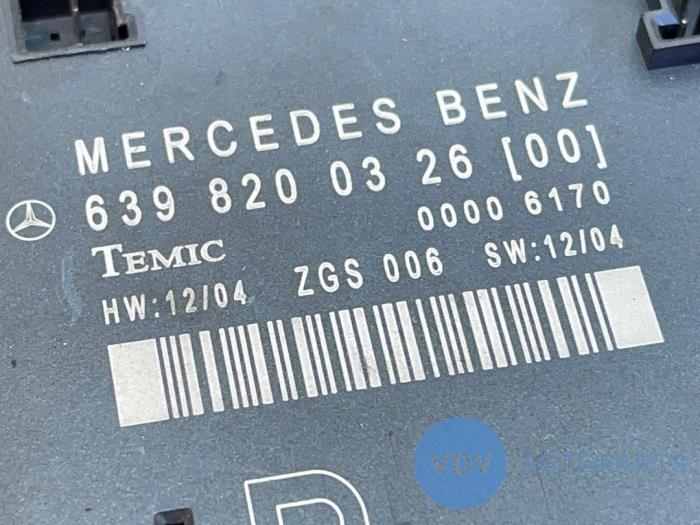 MERCEDES BENZ
639 820 03 26 [00]
0000 6170
TEMIC
HW:12/04 ZGS 006 SW:12/04
R
VDV AUTOPARTS